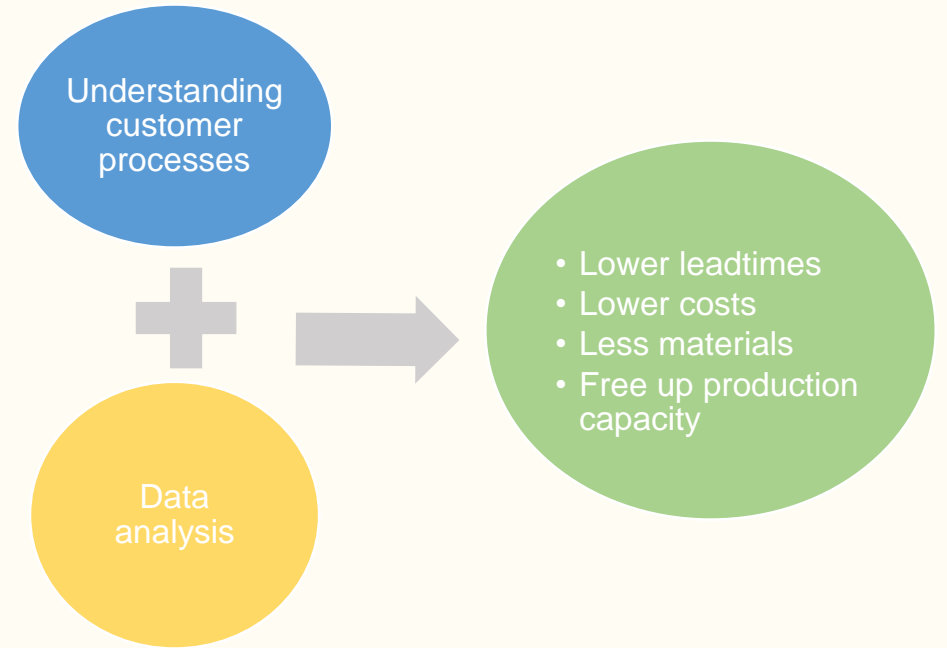 Understanding
customer
processes
Data
analysis
• Lower leadtimes
• Lower costs
• Less materials
• Free up production
capacity